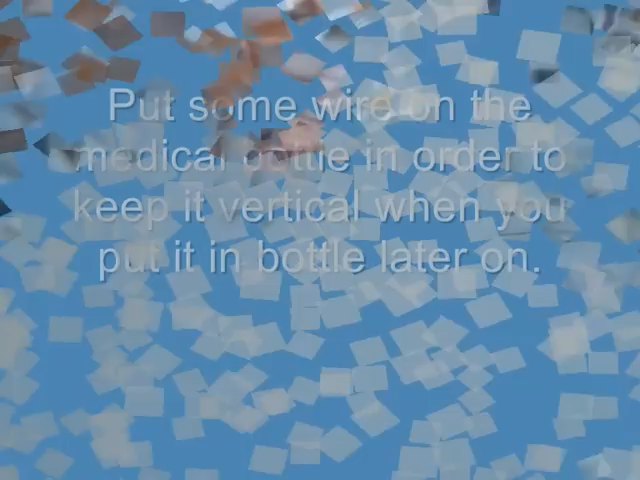 Put some wire on the
medical in order to
keep it vertical when you
put it in bottle later on.